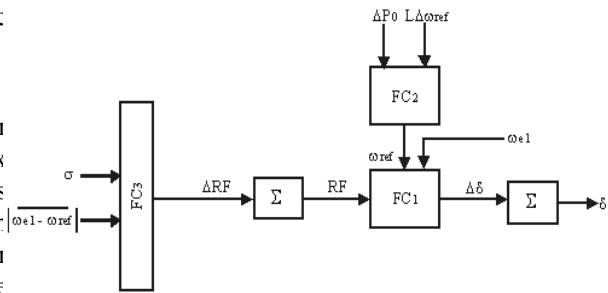 ΔP0 LΔωref
FC2
ωref
ωe1
σ
|ωe1 - ωref|
FC3
ΔRF
Σ
RF
FC1
Δδ
Σ
δ